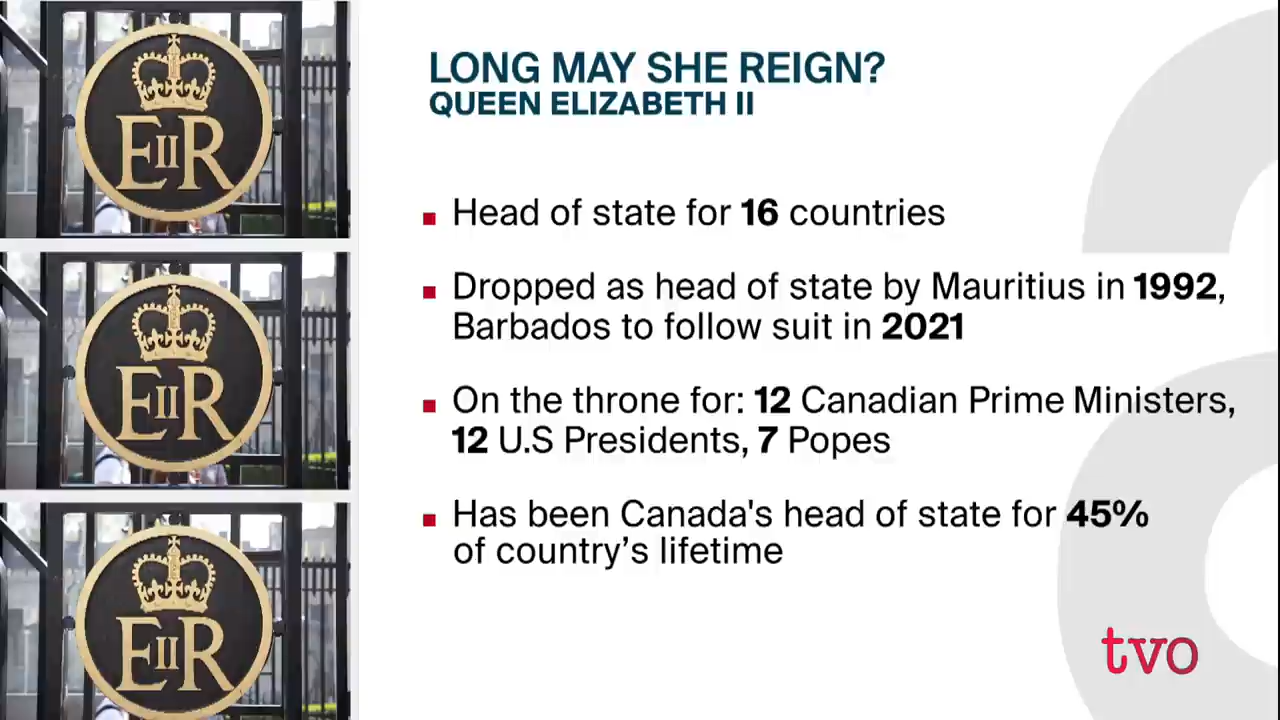 EIIR
EIIR
EIIR
LONG MAY SHE REIGN?
QUEEN ELIZABETH II
Head of state for 16 countries
Dropped as head of state by Mauritius in 1992,
Barbados to follow suit in 2021
On the throne for: 12 Canadian Prime Ministers,
12 U.S Presidents, 7 Popes
Has been Canada's head of state for 45%
of country’s lifetime
tvo